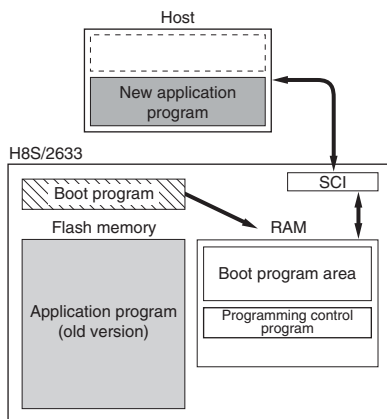 Host
New application
program
H8S/2633
SCI
Boot program
Flash memory
RAM
Boot program area
Application program
(old version)
Programming control
program